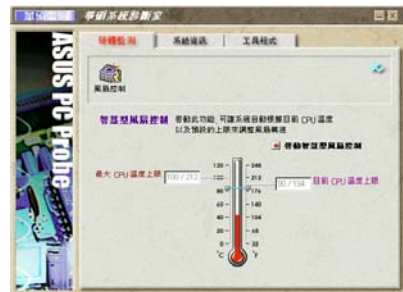 華碩系統診斷家
硬體監測
系統資訊
工具程式
風扇控制
ASUS PC Probe
智慧型風扇控制
啓動此功能, 可讓系統自動根據目前 CPU 溫度
以及預設的上限來調整風扇轉速
啓動智慧型風扇控制
最大 CPU 溫度上限
100 / 212
目前 CPU 溫度上限
120 - 248
100 - 212
80 - 176
60 - 140
40 - 104
20 - 68
0 - 32
°C
°F